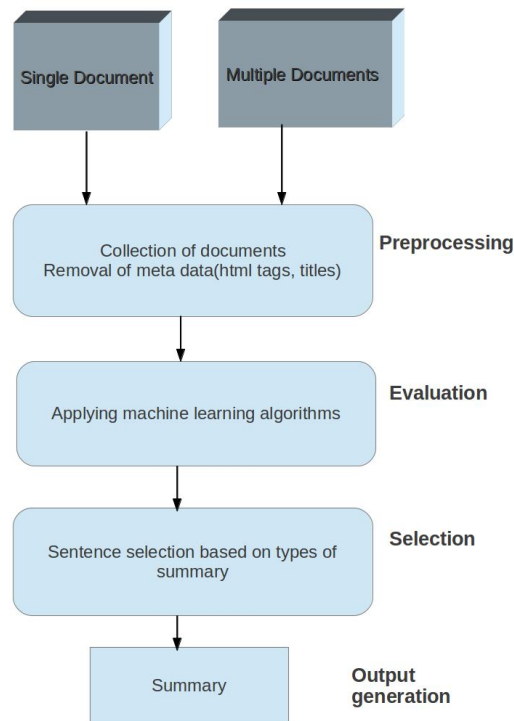 Single Document
Multiple Documents
Collection of documents
Removal of meta data(html tags, titles)
Preprocessing
Applying machine learning algorithms
Evaluation
Sentence selection based on types of
summary
Selection
Summary
Output
generation